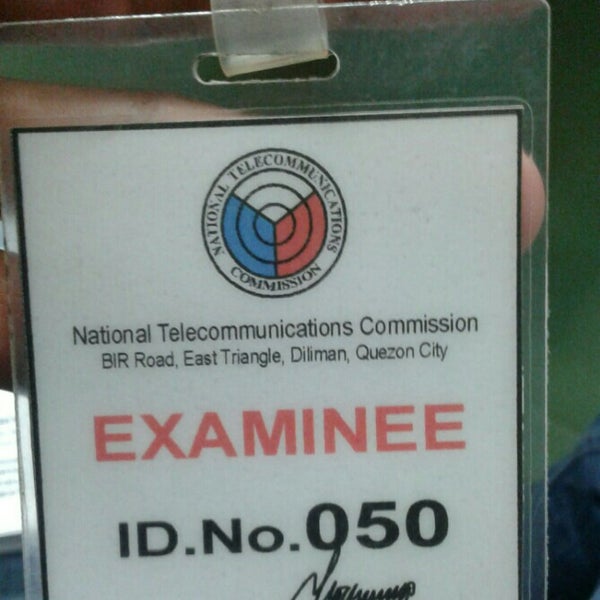 NATIONAL TELECOMMUNICATIONS
COMMISSION
National Telecommunications Commission
BIR Road, East Triangle, Diliman, Quezon City
EXAMINEE
ID.No.050